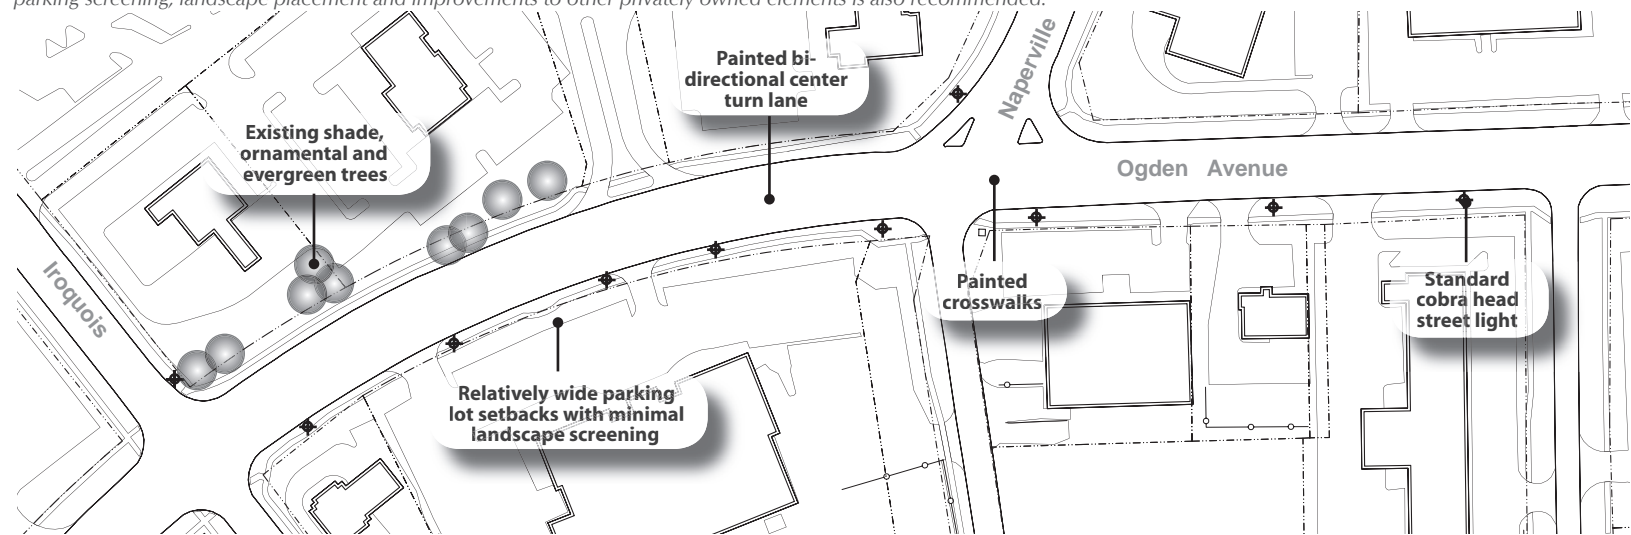 parking screening, landscape placement and improvements to other privately owned elements is also recommended.
Painted bi-
directional center
turn lane
Naperville
Existing shade,
ornamental and
evergreen trees
Ogden Avenue
Iroquois
Painted
crosswalks
Standard
cobra head
street light
Relatively wide parking
lot setbacks with minimal
landscape screening